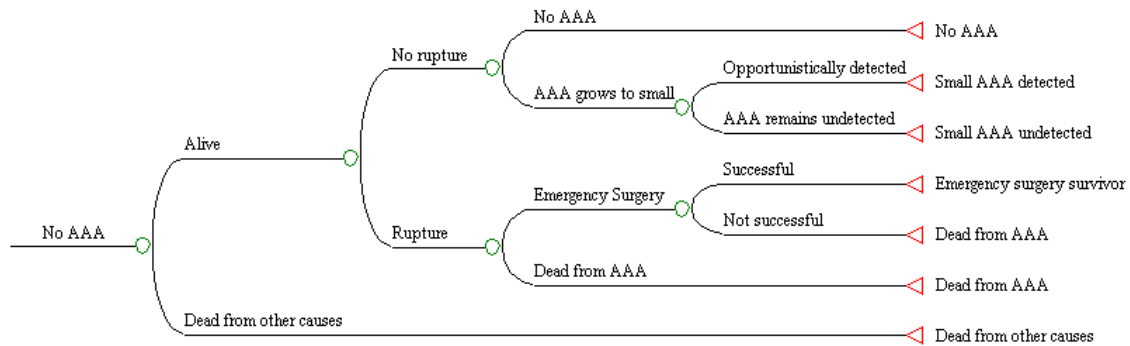 No AAA
No AAA
No rupture
Opportunistically detected
Small AAA detected
AAA grows to small
AAA remains undetected
Small AAA undetected
Alive
Successful
Emergency surgery survivor
Emergency Surgery
Not successful
Dead from AAA
No AAA
Rupture
Dead from AAA
Dead from AAA
Dead from other causes
Dead from other causes